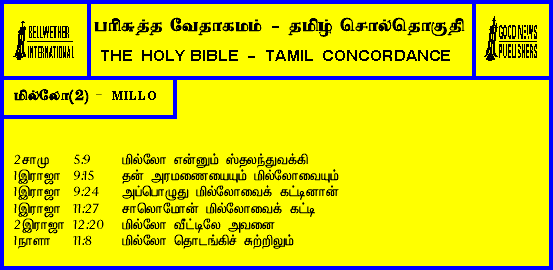 BELLWETHER
INTERNATIONAL
பரிசுத்த வேதாகமம் - தமிழ் சொல்தொகுதி
THE HOLY BIBLE - TAMIL CONCORDANCE
GOOD NEWS
PUBLISHERS
மில்லோ(2) - MILLO
2சாமு 5:9 மில்லோ என்னும் ஸ்தலந்துவக்கி
1இராஜா 9:15 தன் அரமணையையும் மில்லோவையும்
1இராஜா 9:24 அப்பொழுது மில்லோவைக் கட்டினான்
1இராஜா 11:27 சாலொமோன் மில்லோவைக் கட்டி
2இராஜா 12:20 மில்லோ வீட்டிலே அவனை
1நாளா 11:8 மில்லோ தொடங்கிச் சுற்றிலும்